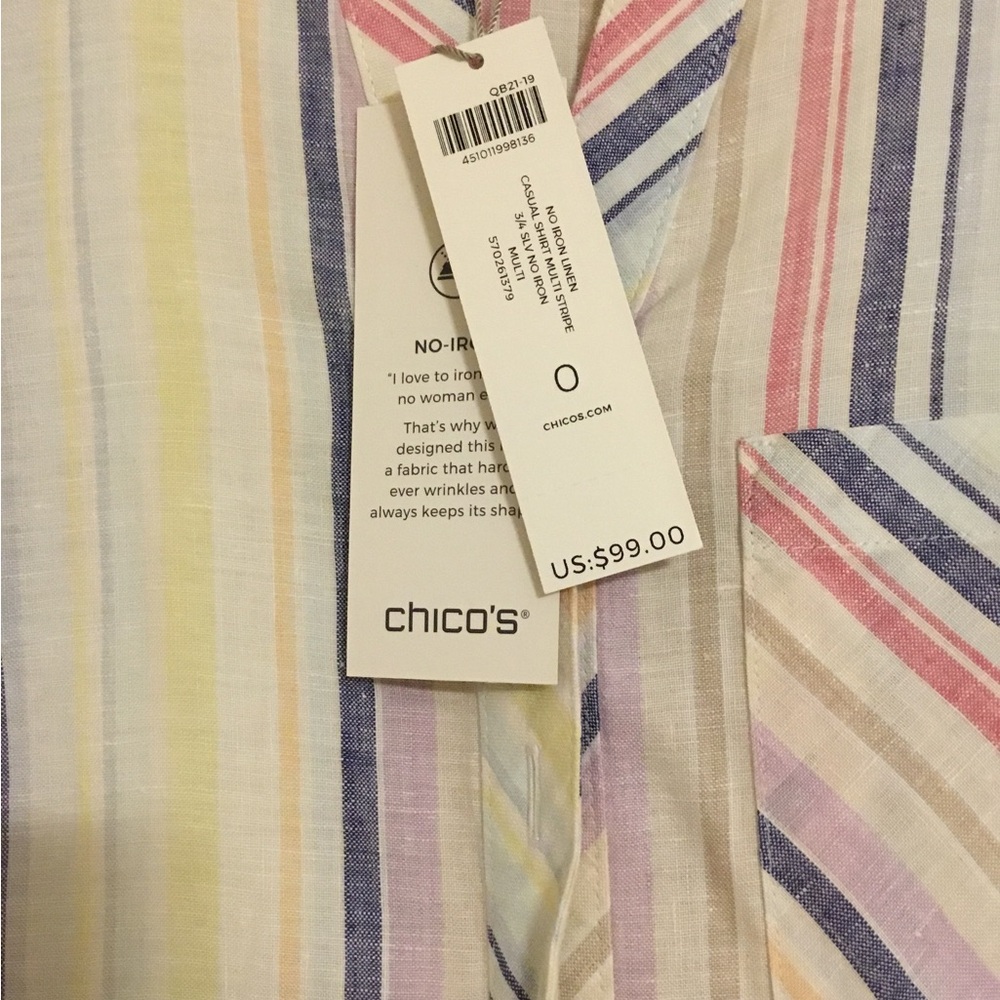 QB21-19
451011998136
NO IRON LINEN
CASUAL SHIRT MULTI STRIPE
3/4 SLV NO IRON
MULTI
570261379
O
CHICOS.COM
US:$99.00
NO-IR
"I love to iron
no woman e
That's why w
designed this
a fabric that hard
ever wrinkles and
always keeps its shap
chico's®